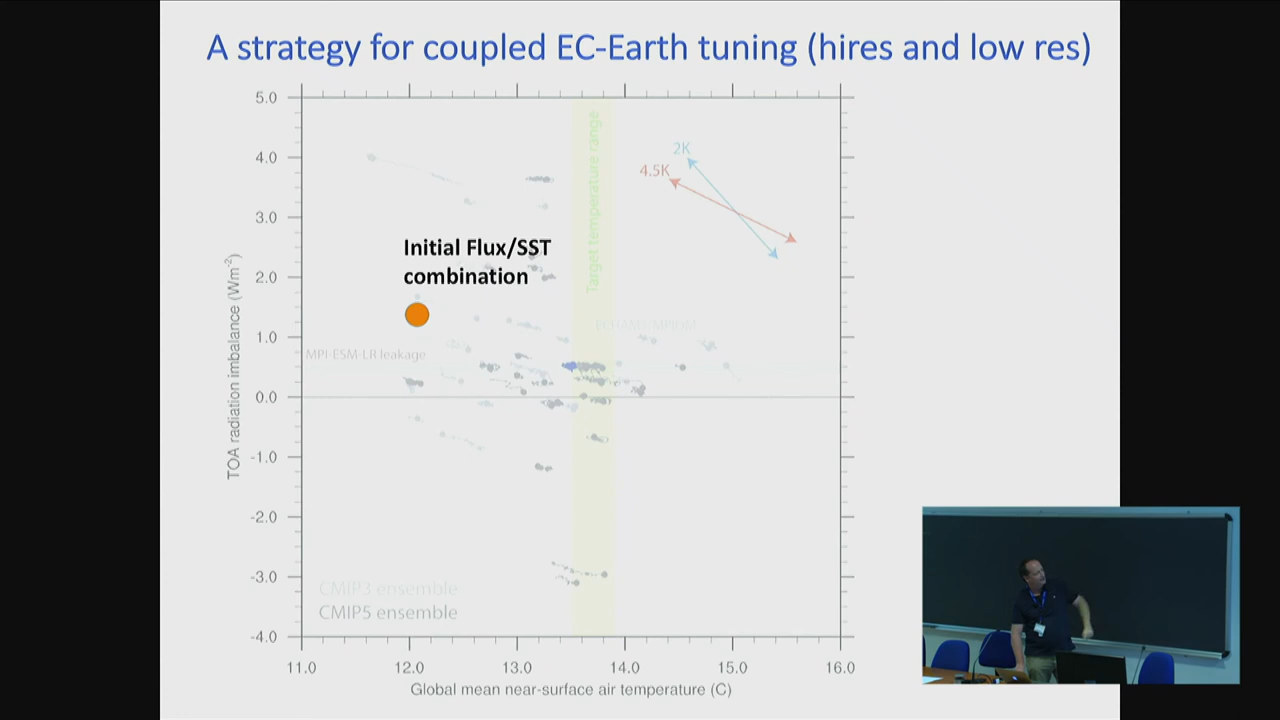 A strategy for coupled EC-Earth tuning (hires and low res)
5.0
4.0
3.0
2.0
1.0
0.0
-1.0
-2.0
-3.0
-4.0
TOA radiation imbalance (Wm-2)
Target temperature range
2K
4.5K
Initial Flux/SST
combination
MPI-ESM-LR leakage
CMIP3 ensemble
CMIP5 ensemble
11.0
12.0
13.0
14.0
15.0
16.0
Global mean near-surface air temperature (C)